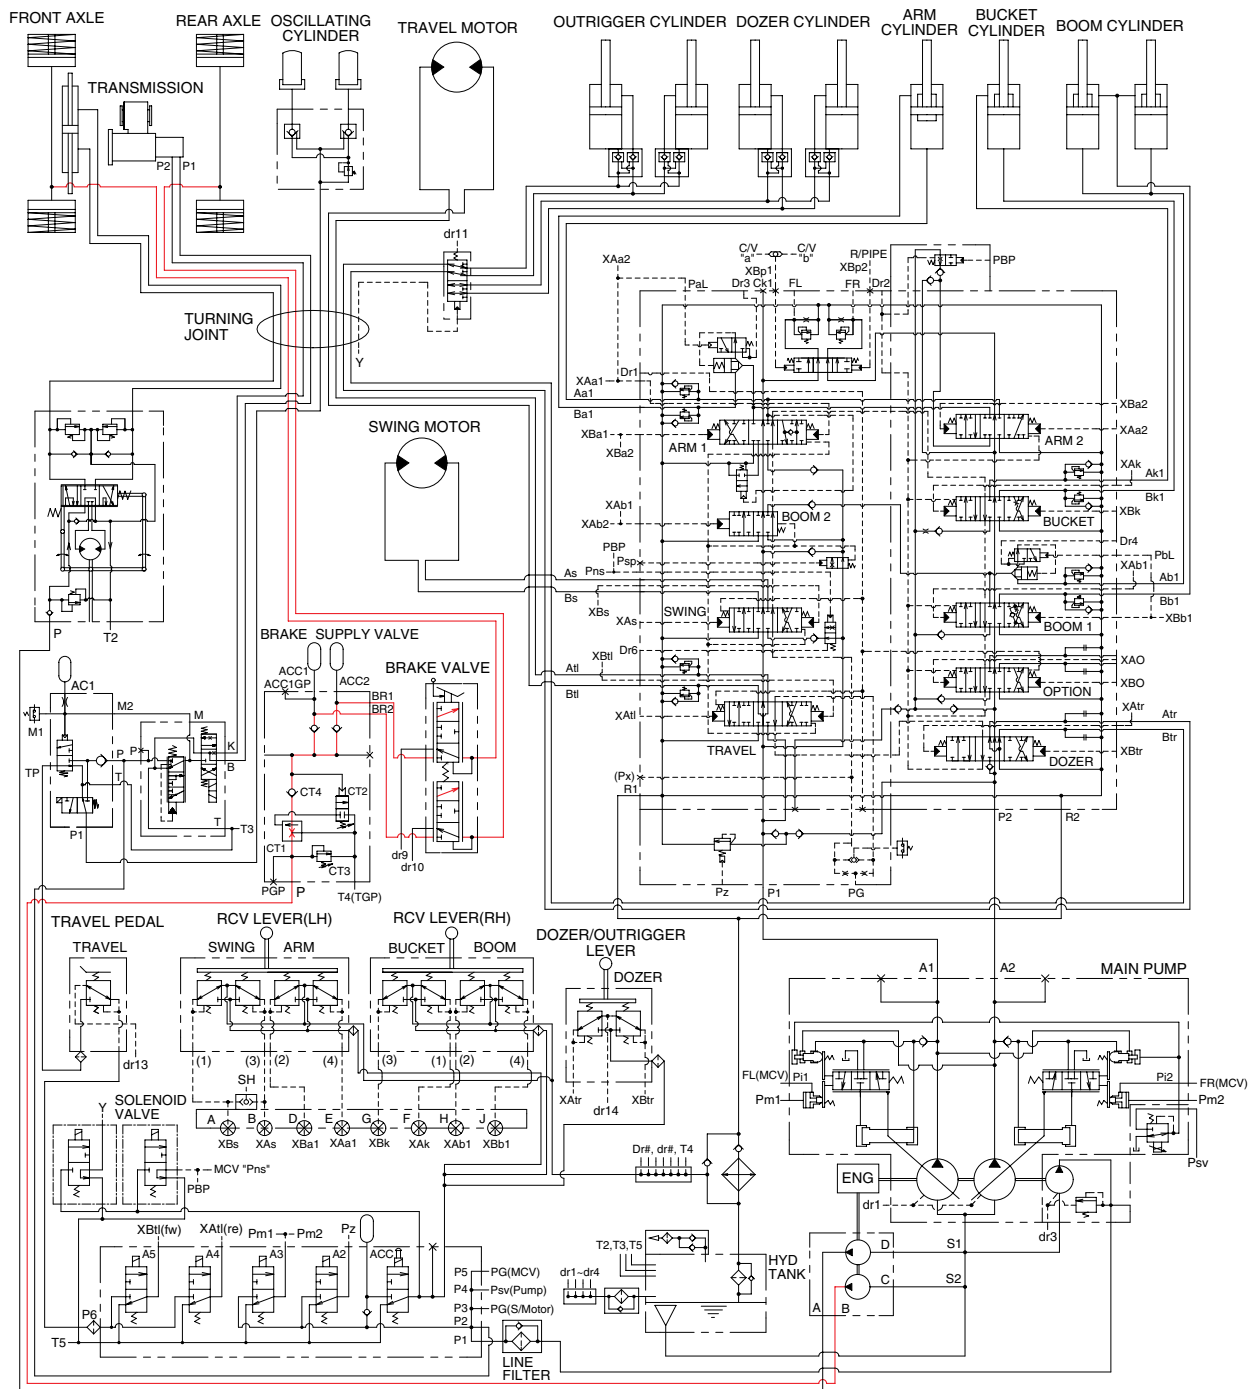 FRONT AXLE
REAR AXLE
OSCILLATING
CYLINDER
TRAVEL MOTOR
OUTRIGGER CYLINDER
DOZER CYLINDER
ARM
CYLINDER
BUCKET
CYLINDER
BOOM CYLINDER
TRANSMISSION
P2
P1
dr11
TURNING
JOINT
Y
XAa2
C/V
"a"
C/V
"b"
XBp1
R/PIPE
XBp2
PBP
PaL
Dr3
Ck1
FL
FR
Dr2
Dr1
XAa1
Aa1
Ba1
XBa1
XBa2
ARM 1
XBa2
XAa2
ARM 2
XAk
Ak1
Bk1
XBk
BUCKET
SWING MOTOR
XAb1
XAb2
BOOM 2
PBP
Psp
Pns
As
Bs
XBs
XAs
SWING
Dr4
PbL
XAb1
Ab1
Bb1
XBb1
BOOM 1
Dr6
XBtl
Atl
Btl
XAtl
TRAVEL
XAO
XBO
OPTION
XAtr
Atr
Btr
XBtr
DOZER
(Px)
R1
P2
R2
Pz
P1
PG
P
T2
AC1
M2
M1
M
P
Px
K
B
TP
T
T
T3
P1
BRAKE SUPPLY VALVE
ACC1
ACC1GP
ACC2
BR1
BR2
BRAKE VALVE
CT4
CT2
CT1
CT3
PGP
P
T4(TGP)
dr9
dr10
TRAVEL PEDAL
TRAVEL
dr13
RCV LEVER(LH)
SWING
ARM
RCV LEVER(RH)
BUCKET
BOOM
(1)
(3)
(2)
(4)
(3)
(1)
(2)
(4)
SH
A
B
D
E
G
F
H
J
XBs
XAs
XBa1
XAa1
XBk
XAk
XAb1
XBb1
DOZER/OUTRIGGER
LEVER
DOZER
XAtr
XBtr
dr14
MAIN PUMP
A1
A2
FL(MCV)
Pi1
Pm1
Pi2
FR(MCV)
Pm2
Psv
ENG
dr1
dr3
D
S1
C
S2
A
B
SOLENOID
VALVE
Y
MCV "Pns"
PBP
XBtl(fw)
XAtl(re)
Pm1
Pm2
Pz
A5
A4
A3
A2
ACC
P6
T5
P5
PG(MCV)
P4
Psv(Pump)
P3
PG(S/Motor)
P2
P1
LINE
FILTER
Dr#, dr#, T4
T2,T3,T5
dr1~dr4
HYD
TANK